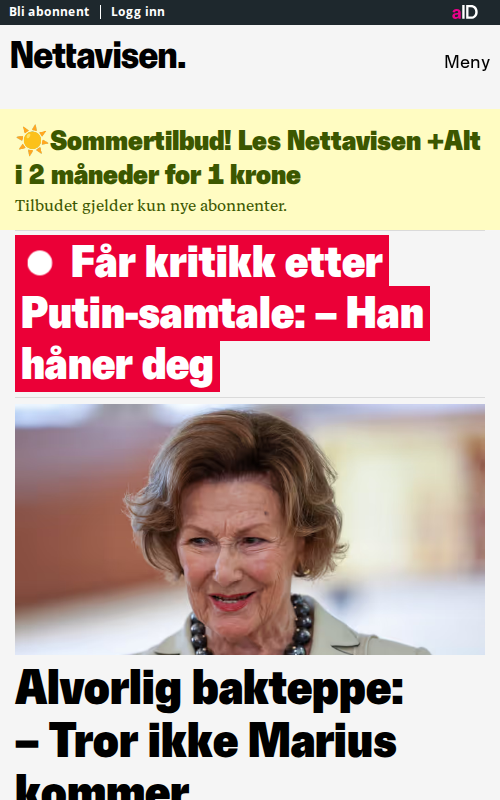 Bli abonnent | Logg inn
aID
Nettavisen.
Meny
☀️Sommertilbud! Les Nettavisen +Alt
i 2 måneder for 1 krone
Tilbudet gjelder kun nye abonnenter.
Får kritikk etter
Putin-samtale: – Han
håner deg
Alvorlig bakteppe:
– Tror ikke Marius
kommer